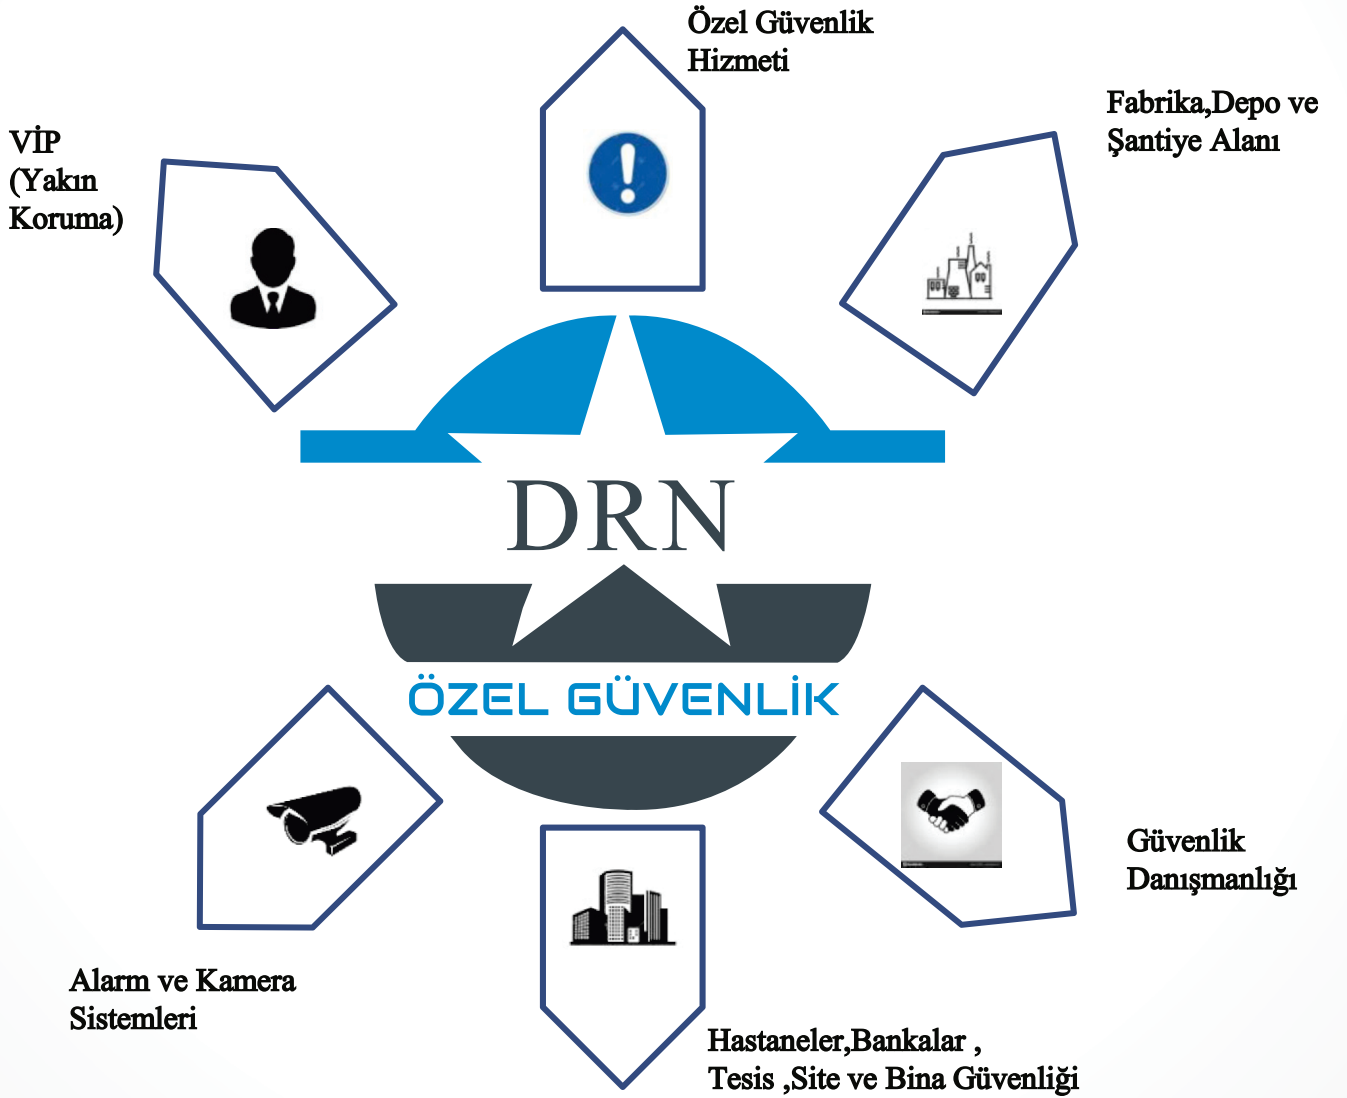 Özel Güvenlik
Hizmeti
Fabrika,Depo ve
Şantiye Alanı
VİP
(Yakın
Koruma)
DRN
ÖZEL GÜVENLİK
Güvenlik
Danışmanlığı
Alarm ve Kamera
Sistemleri
Hastaneler,Bankalar ,
Tesis ,Site ve Bina Güvenliği